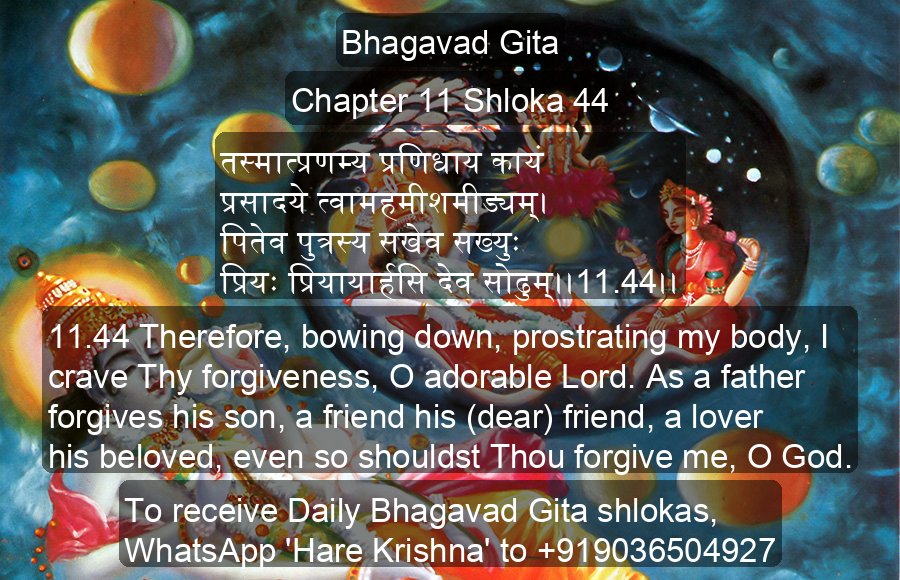 Bhagavad Gita
Chapter 11 Shloka 44
तस्मात्प्रणम्य प्रणिधाय कायं
प्रसादये त्वामहमीशमीड्यम्।
पितेव पुत्रस्य सखेव सख्युः
प्रियः प्रियायार्हसि देव सोढुम्।।11.44।।
11.44 Therefore, bowing down, prostrating my body, I
crave Thy forgiveness, O adorable Lord. As a father
forgives his son, a friend his (dear) friend, a lover
his beloved, even so shouldst Thou forgive me, O God.
To receive Daily Bhagavad Gita shlokas,
WhatsApp 'Hare Krishna' to +919036504927